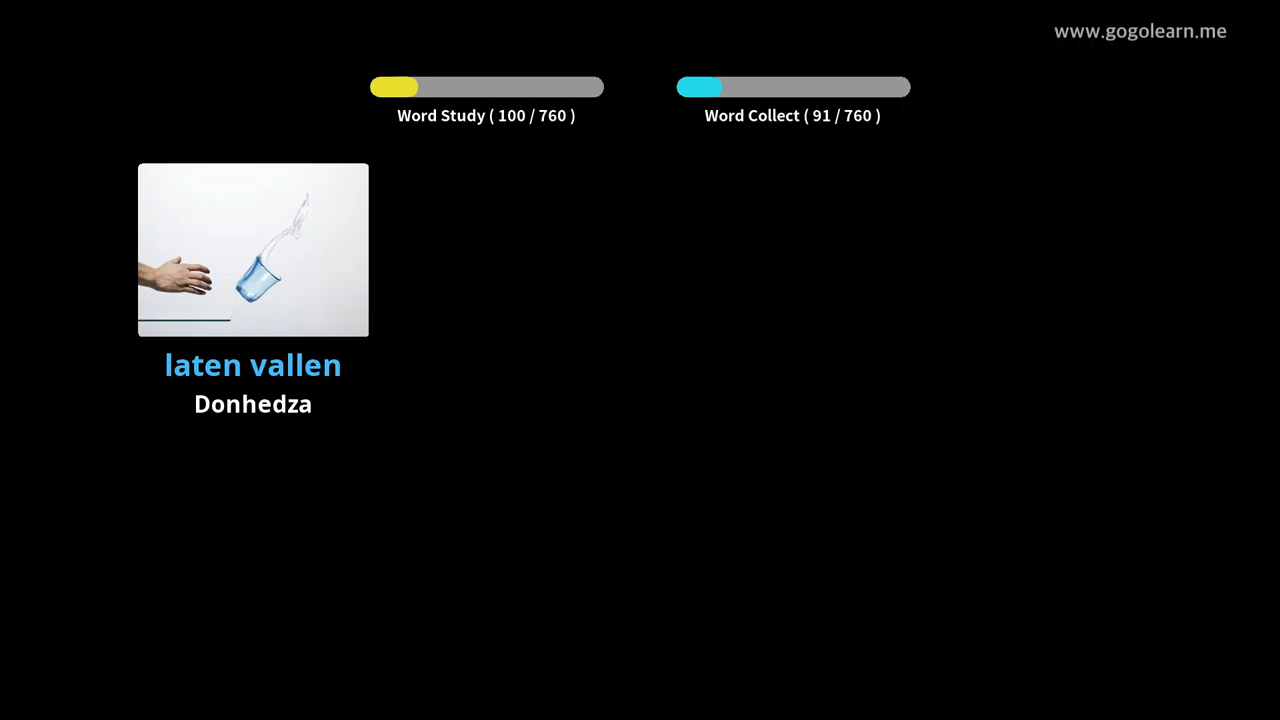 www.gogolearn.me
Word Study ( 100 / 760 )
Word Collect ( 91 / 760 )
laten vallen
Donhedza